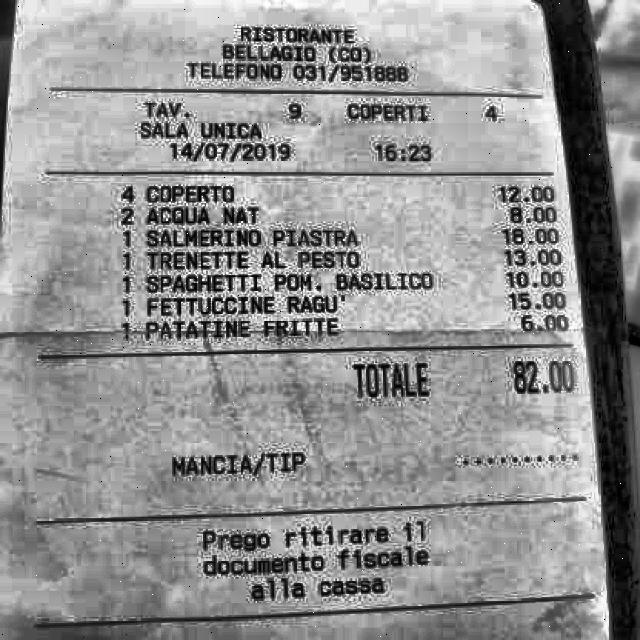 RISTORANTE
BELLAGIO (CO)
TELEFONO 031/951888
TAV. 9 COPERTI 4
SALA UNICA
14/07/2019 16:23
4 COPERTO 12.00
2 ACQUA NAT 8.00
1 SALMERINO PIASTRA 18.00
1 TRENETTE AL PESTO 13.00
1 SPAGHETTI POM. BASILICO 10.00
1 FETTUCCINE RAGU' 15.00
1 PATATINE FRITTE 6.00
TOTALE 82.00
MANCIA/TIP ..........
Prego ritirare il
documento fiscale
alla cassa